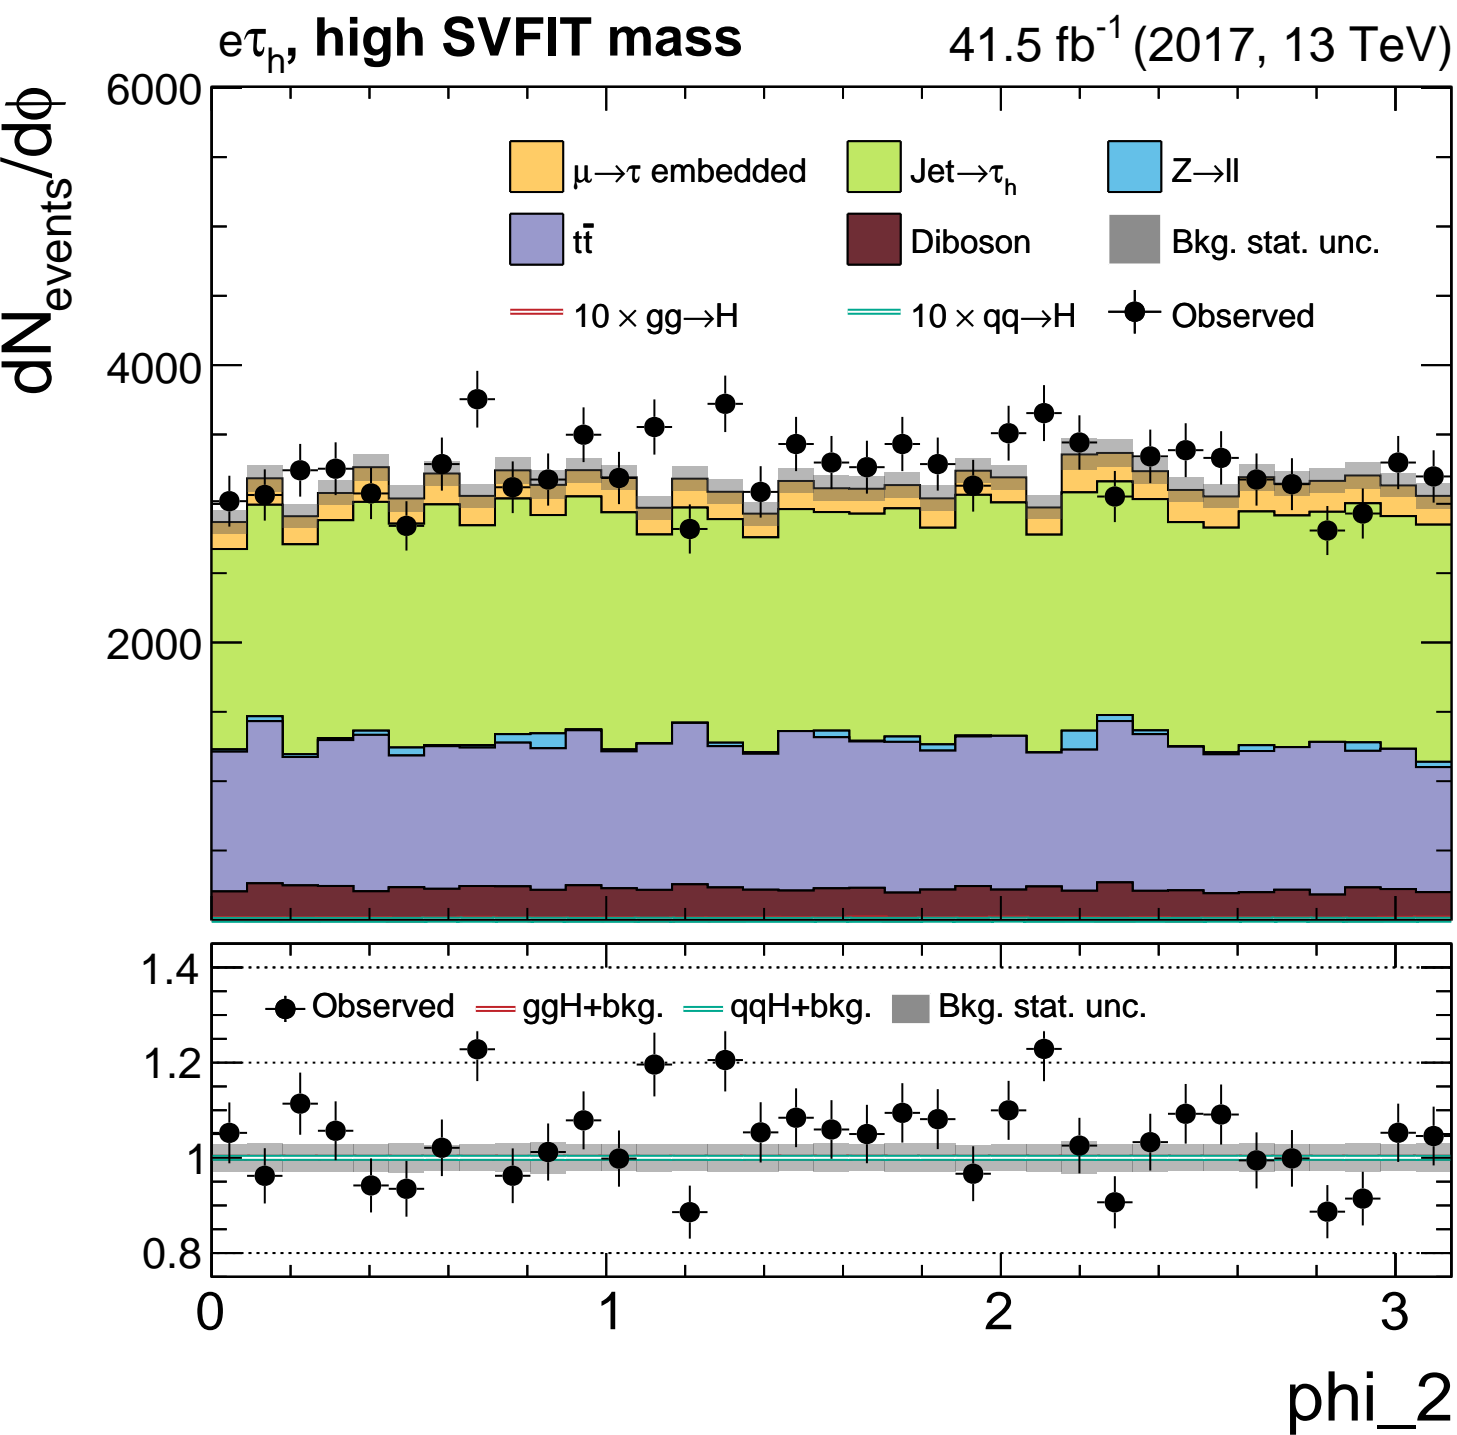 eτh, high SVFIT mass 41.5 fb-1 (2017, 13 TeV)
dNevents/dϕ
6000
μ→τ embedded Jet→τh Z→ll
tt̄ Diboson Bkg. stat. unc.
10 × gg→H 10 × qq→H Observed
4000
2000
1.4
Observed ggH+bkg. qqH+bkg. Bkg. stat. unc.
1.2
1
0.8
0 1 2 3
phi_2